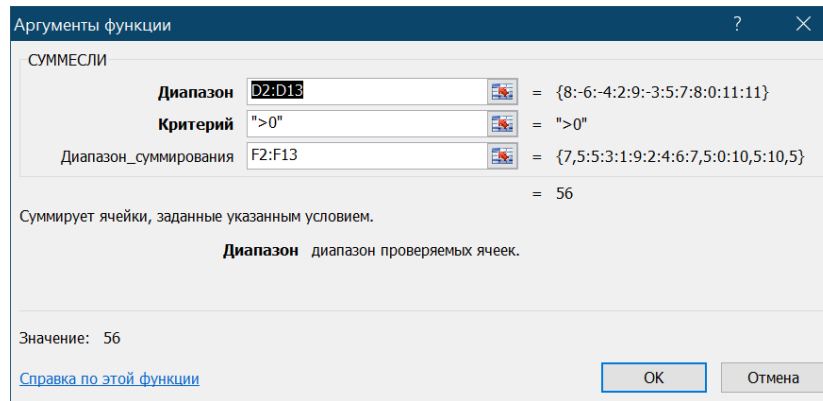 Аргументы функции ? ×
СУММЕСЛИ
Диапазон D2:D13 = {8:-6:-4:2:9:-3:5:7:8:0:11:11}
Критерий ">0" = ">0"
Диапазон_суммирования F2:F13 = {7,5:5:3:1:9:2:4:6:7,5:0:10,5:10,5}
= 56
Суммирует ячейки, заданные указанным условием.
Диапазон диапазон проверяемых ячеек.
Значение: 56
Справка по этой функции OK Отмена